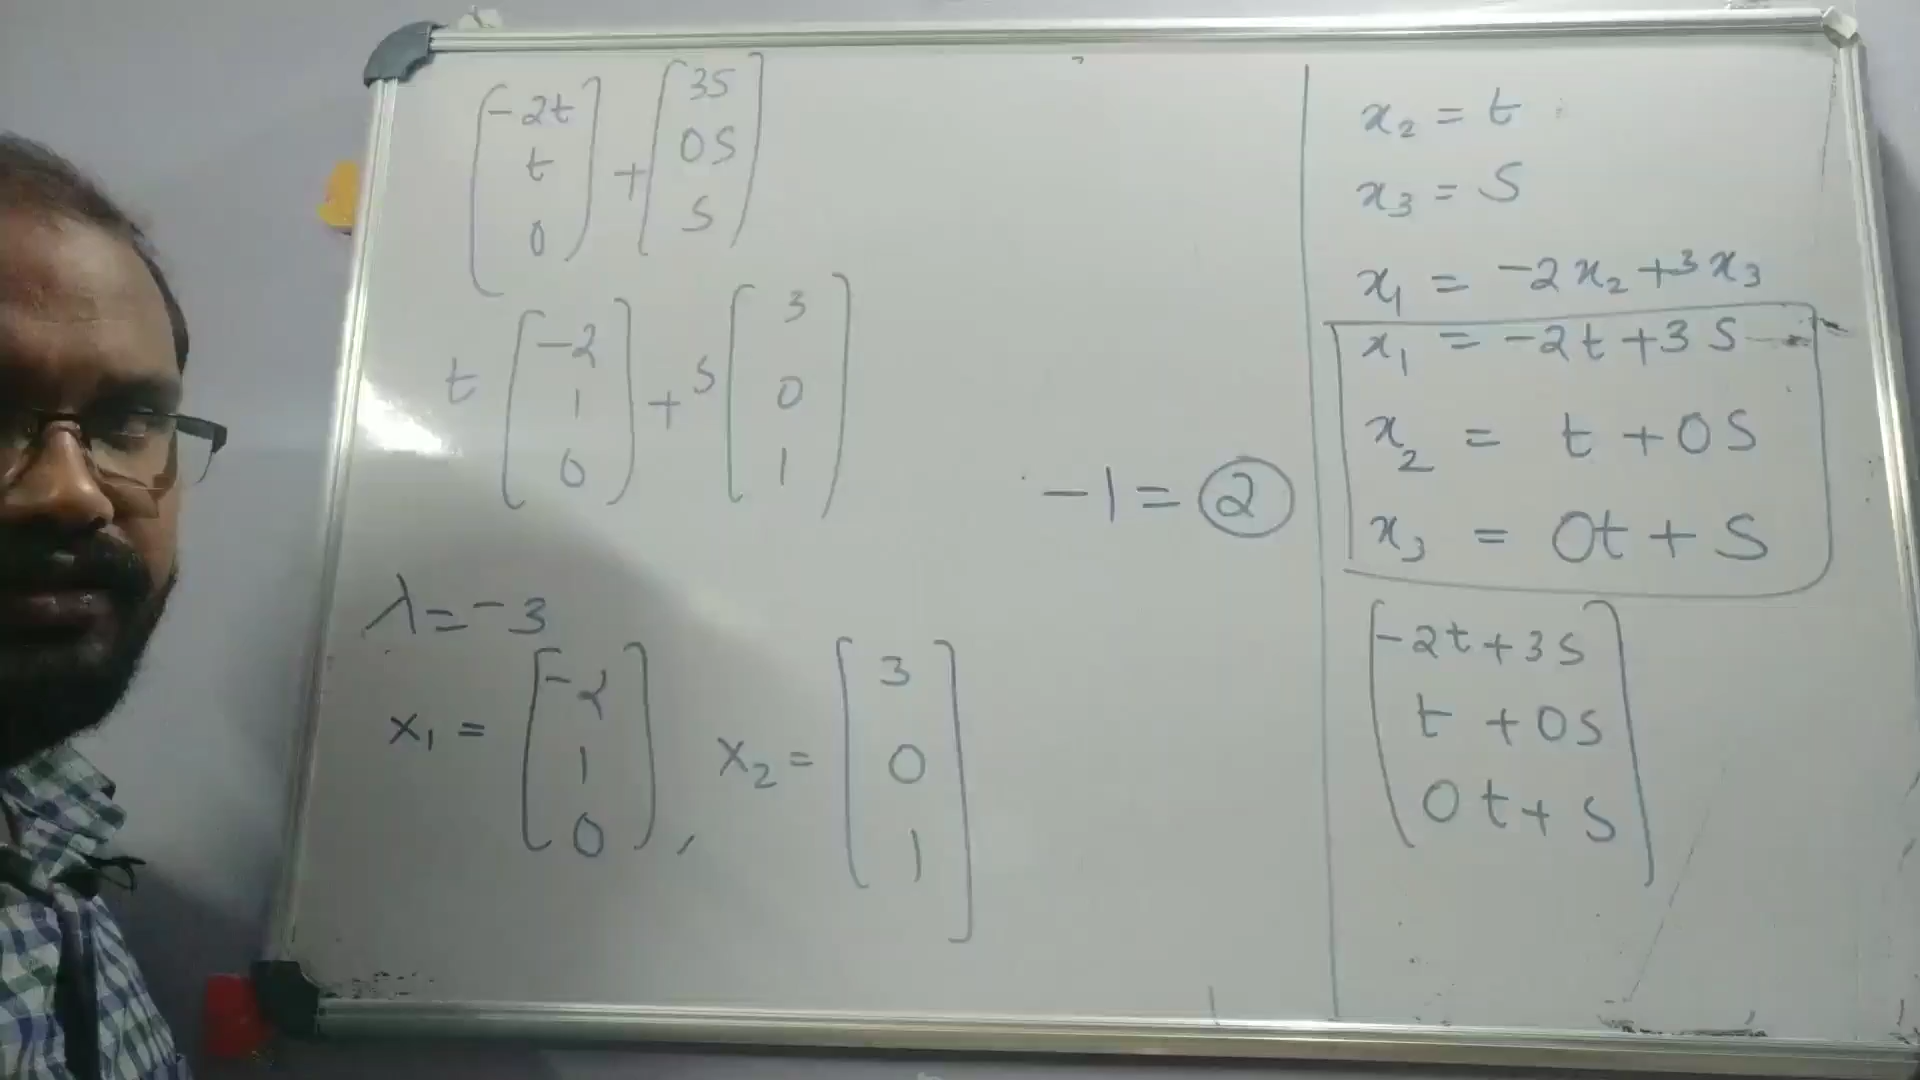 [-2t t 0] + [3S 0S S]
t [-2 1 0] + s [3 0 1]
-1 = 2
λ = -3
x₁ = [-2 1 0], x₂ = [3 0 1]
x₂ = t
x₃ = S
x₁ = -2x₂ + 3x₃
x₁ = -2t + 3S
x₂ = t + 0S
x₃ = 0t + S
[-2t + 3S
t + 0S
0t + S]